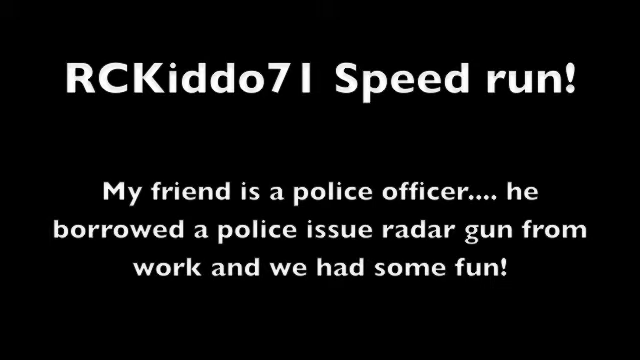 RCKiddo71 Speed run!
My friend is a police officer.... he
borrowed a police issue radar gun from
work and we had some fun!